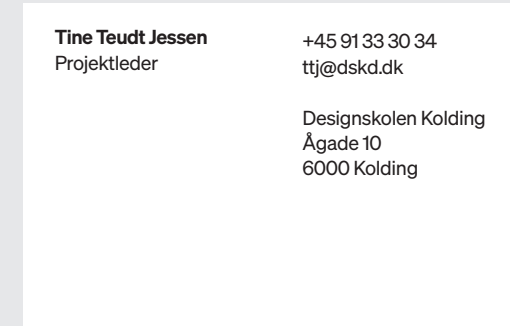 Tine Teudt Jessen
Projektleder
+45 91 33 30 34
ttj@dskd.dk
Designskolen Kolding
Ågade 10
6000 Kolding